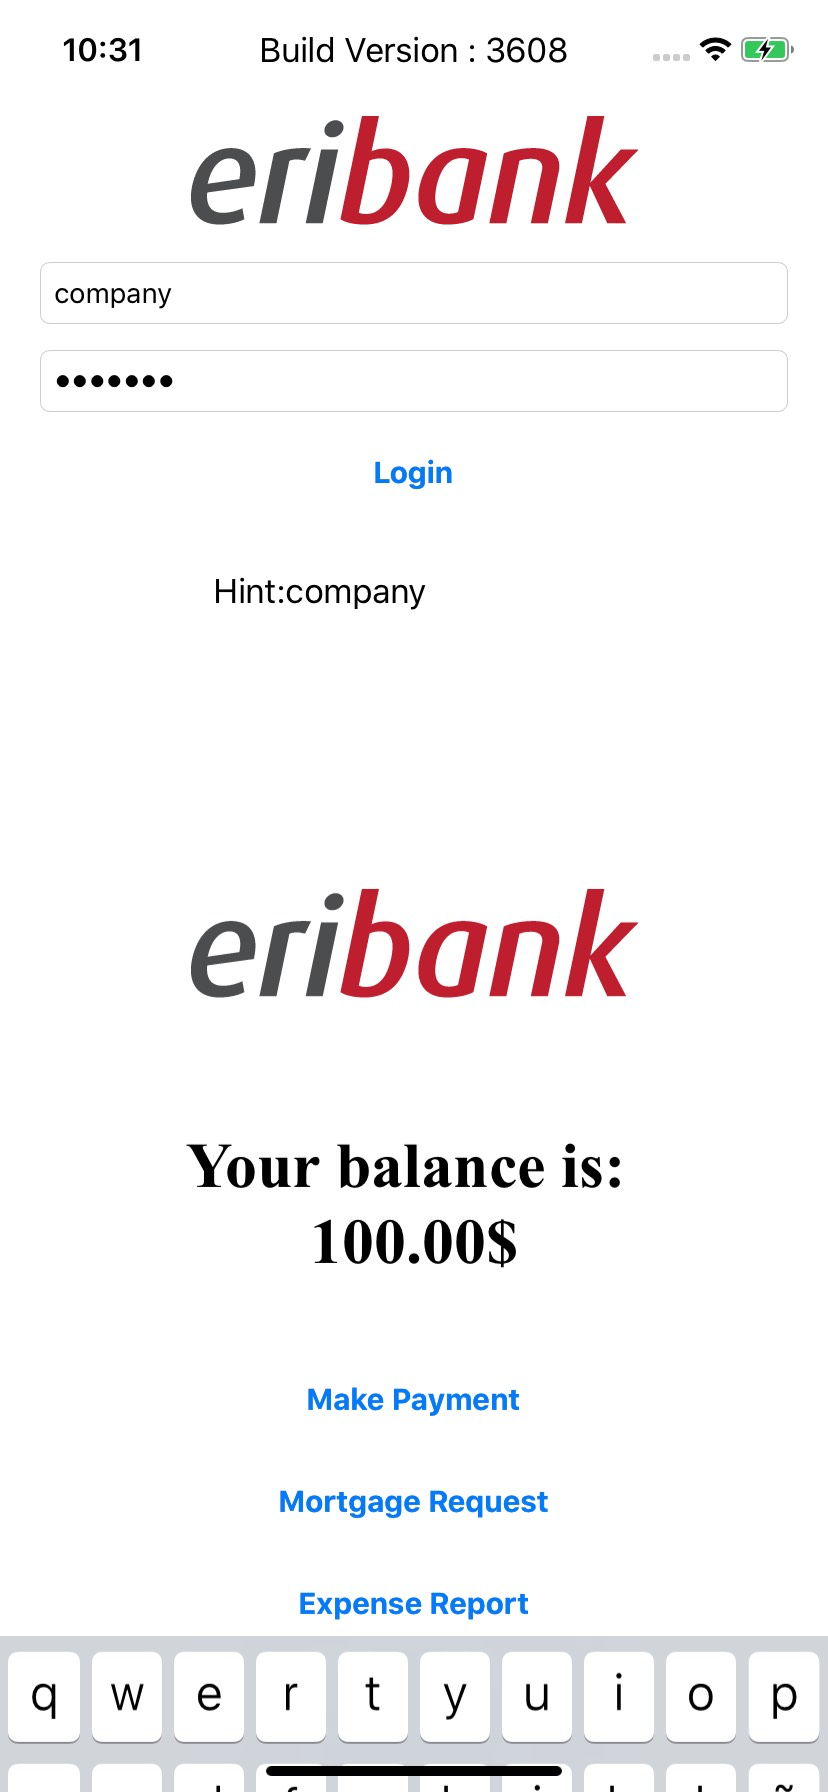 10:31 Build Version : 3608
eribank
company
•••••••
Login
Hint:company
eribank
Your balance is:
100.00$
Make Payment
Mortgage Request
Expense Report
q w e r t y u i o p